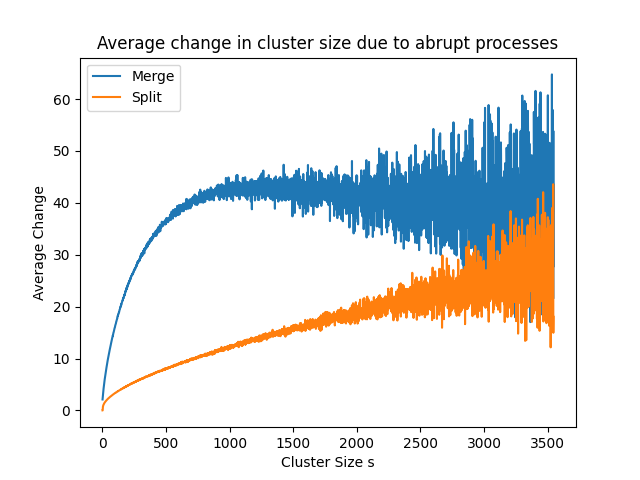 Average change in cluster size due to abrupt processes
Merge
Split
60
50
40
30
20
10
0
Average Change
0 500 1000 1500 2000 2500 3000 3500
Cluster Size s